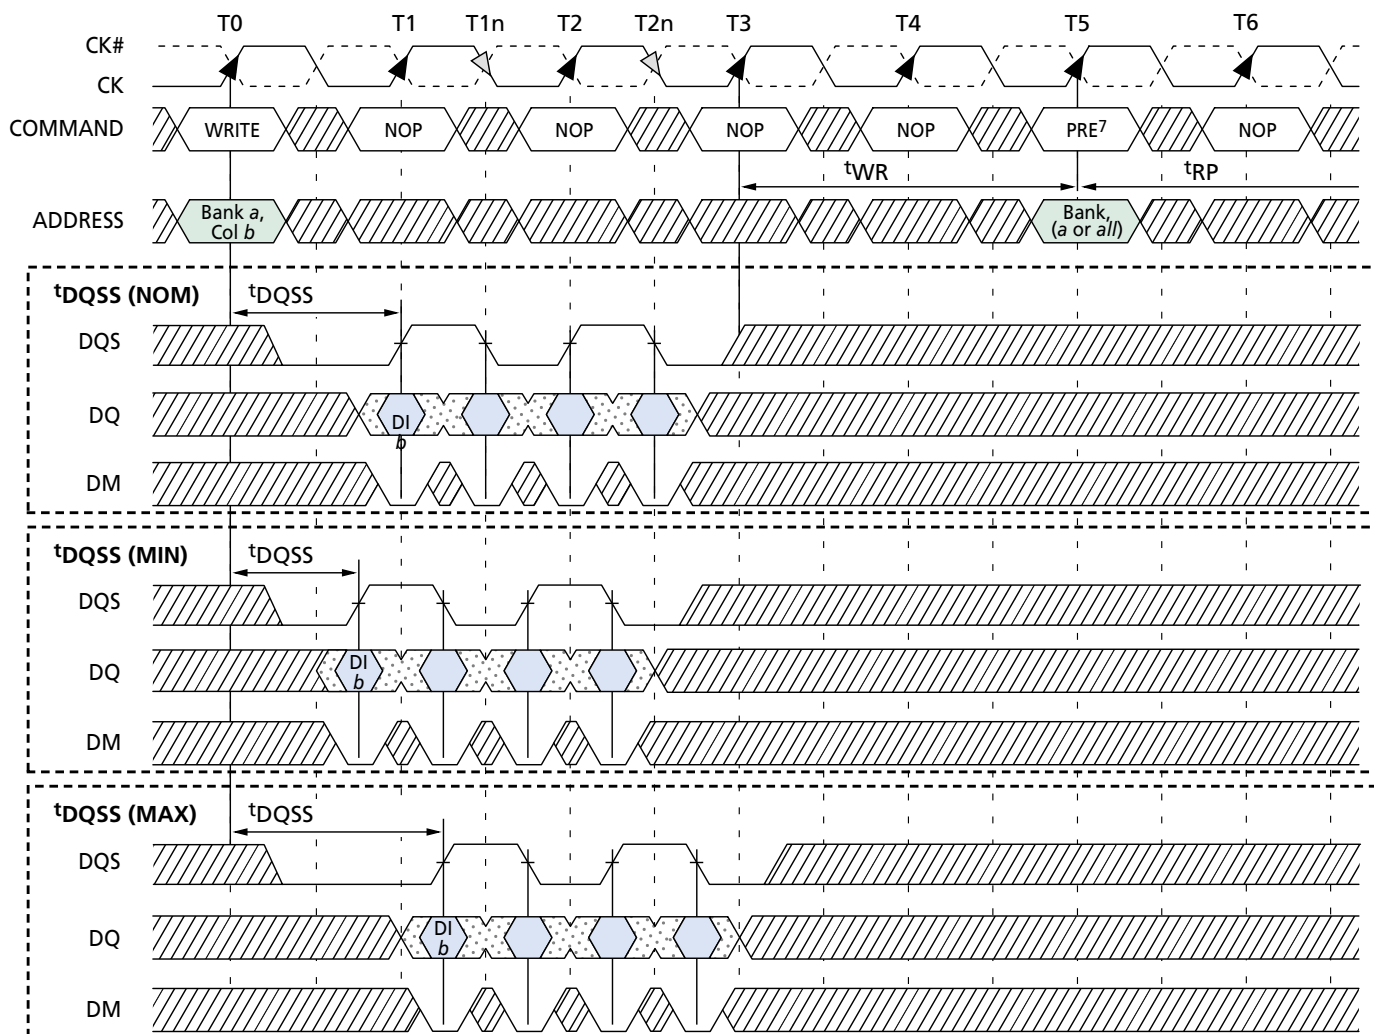 T0 T1 T1n T2 T2n T3 T4 T5 T6
CK#
CK
COMMAND WRITE NOP NOP NOP NOP PRE7 NOP
tWR tRP
ADDRESS Bank a, Bank,
Col b (a or all)
tDQSS (NOM) tDQSS
DQS
DQ DI
b
DM
tDQSS (MIN) tDQSS
DQS
DQ DI
b
DM
tDQSS (MAX) tDQSS
DQS
DQ DI
b
DM